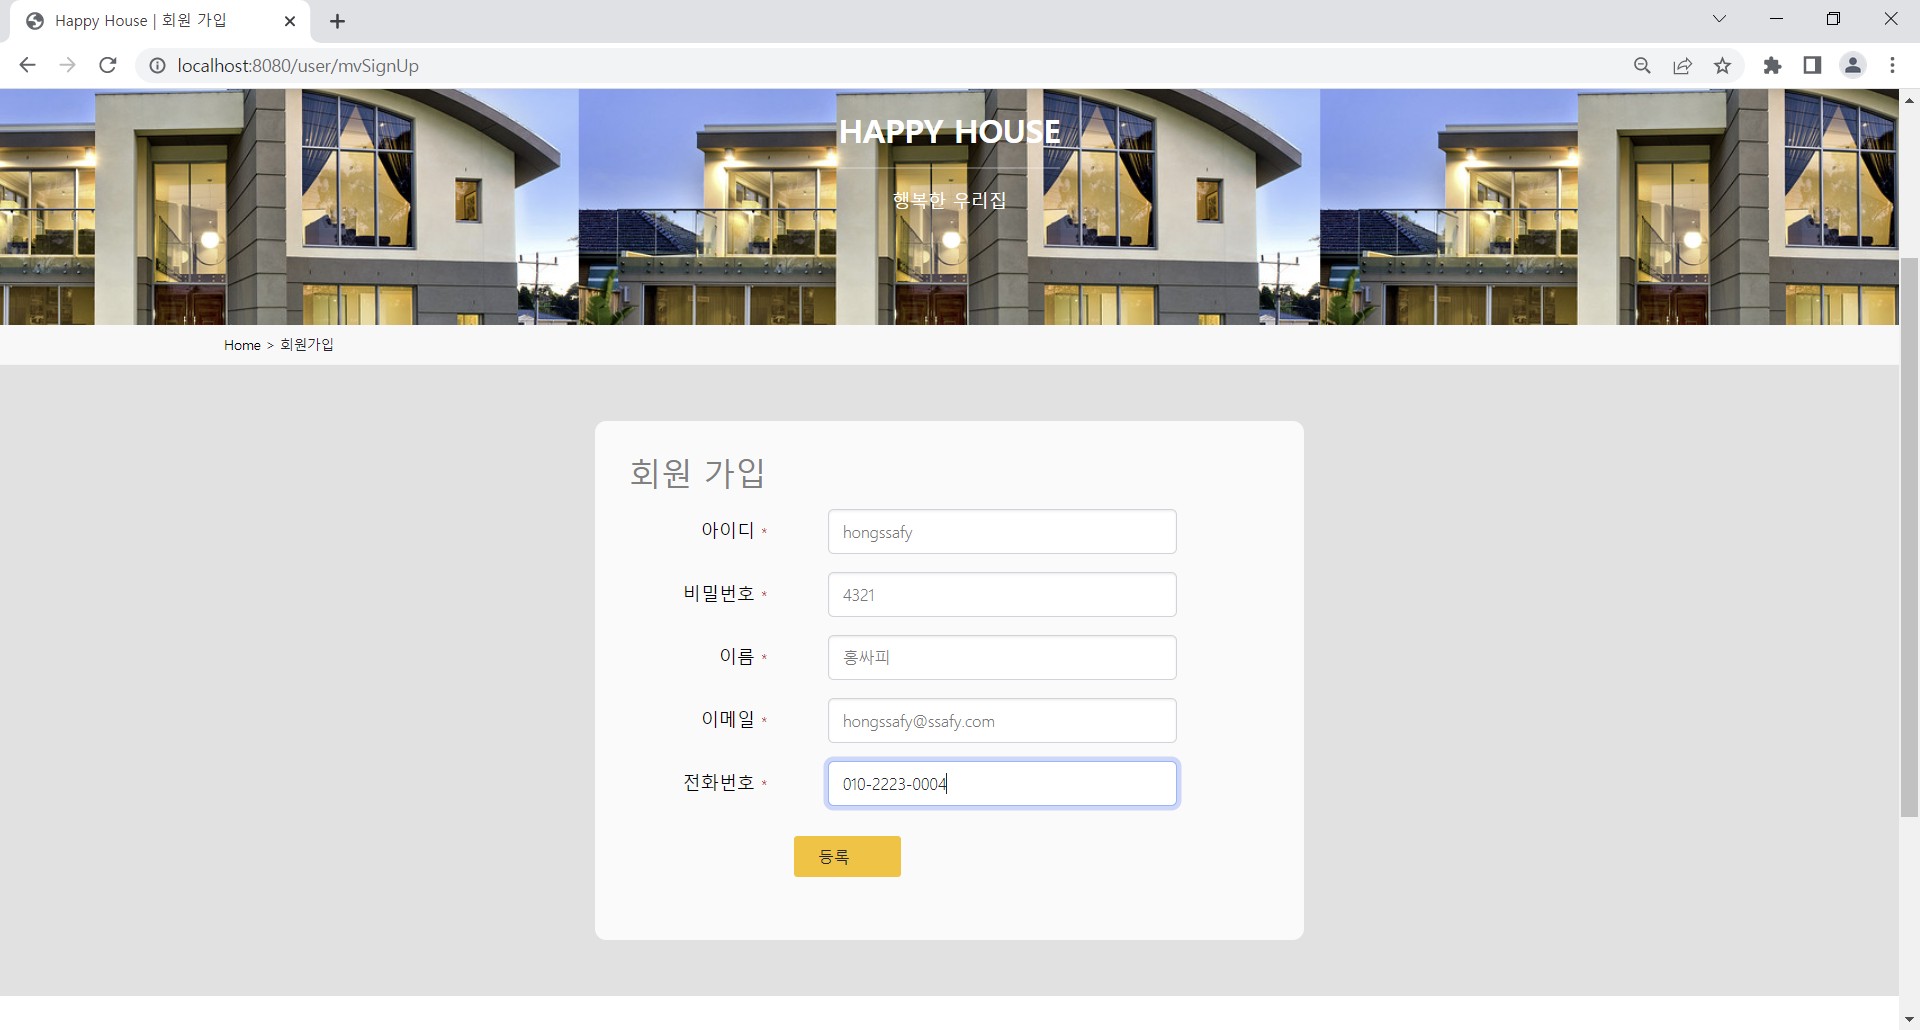 Happy House | 회원 가입
localhost:8080/user/mvSignUp
HAPPY HOUSE
행복한 우리집
Home > 회원가입
회원 가입
아이디 * hongssafy
비밀번호 * 4321
이름 * 홍싸피
이메일 * hongssafy@ssafy.com
전화번호 * 010-2223-0004
등록